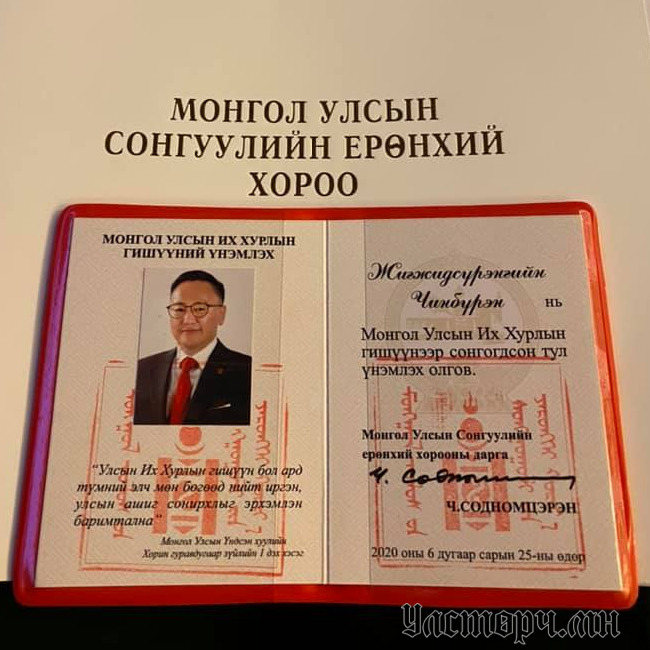 МОНГОЛ УЛСЫН
СОНГУУЛИЙН ЕРӨНХИЙ
ХОРОО
МОНГОЛ УЛСЫН ИХ ХУРЛЫН
ГИШҮҮНИЙ ҮНЭМЛЭХ
"Улсын Их Хурлын гишүүн бол ард
түмний элч мөн бөгөөд нийт иргэн,
улсын ашиг сонирхлыг эрхэмлэн
баримтална"
Монгол Улсын Үндсэн хуулийн
Хорин гуравдугаар зүйлийн 1 дэх хэсэг
Жигжидсүрэнгийн
Чинбүрэн нь
Монгол Улсын Их Хурлын
гишүүнээр сонгогдсон тул
үнэмлэх олгов.
Монгол Улсын Сонгуулийн
ерөнхий хорооны дарга
Ч.СОДНОМЦЭРЭН
2020 оны 6 дугаар сарын 25-ны өдөр
Улстөрч.мн